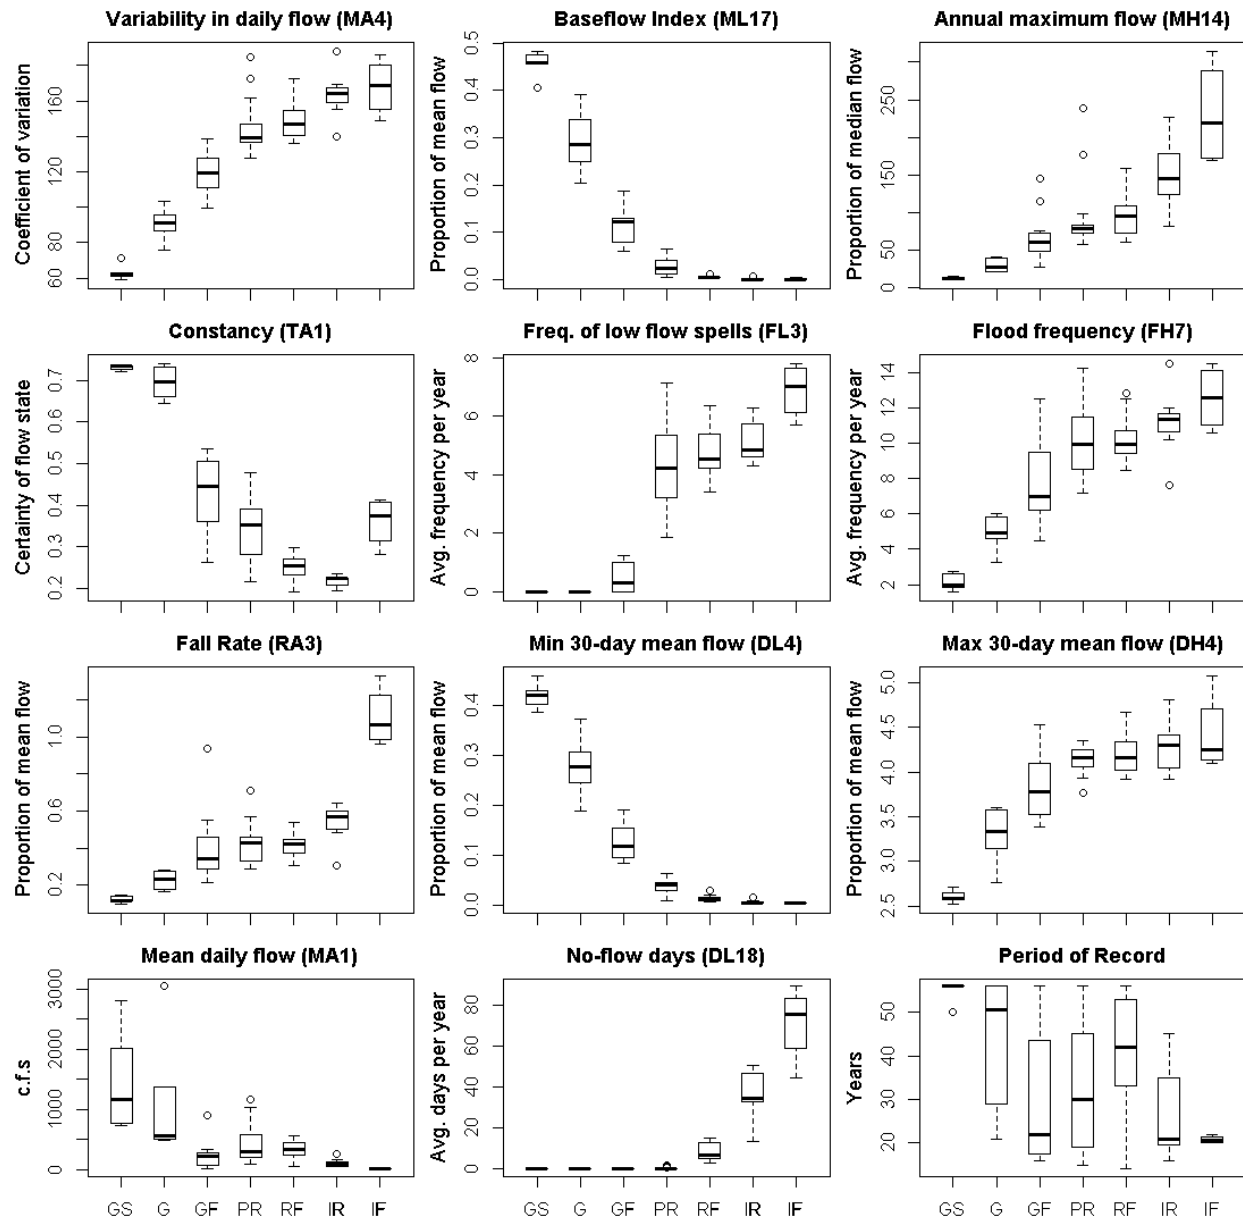 Variability in daily flow (MA4)
Coefficient of variation
60 80 120 160
Baseflow Index (ML17)
Proportion of mean flow
0.0 0.1 0.2 0.3 0.4 0.5
Annual maximum flow (MH14)
Proportion of median flow
0 50 150 250
Constancy (TA1)
Certainty of flow state
0.2 0.3 0.4 0.5 0.6 0.7
Freq. of low flow spells (FL3)
Avg. frequency per year
0 2 4 6 8
Flood frequency (FH7)
Avg. frequency per year
2 4 6 8 10 12 14
Fall Rate (RA3)
Proportion of mean flow
0.2 0.6 1.0
Min 30-day mean flow (DL4)
Proportion of mean flow
0.0 0.1 0.2 0.3 0.4
Max 30-day mean flow (DH4)
Proportion of mean flow
2.5 3.0 3.5 4.0 4.5 5.0
Mean daily flow (MA1)
c.f.s
0 1000 2000 3000
GS G GF PR RF IR IF
No-flow days (DL18)
Avg. days per year
0 20 40 60 80
GS G GF PR RF IR IF
Period of Record
Years
20 30 40 50
GS G GF PR RF IR IF